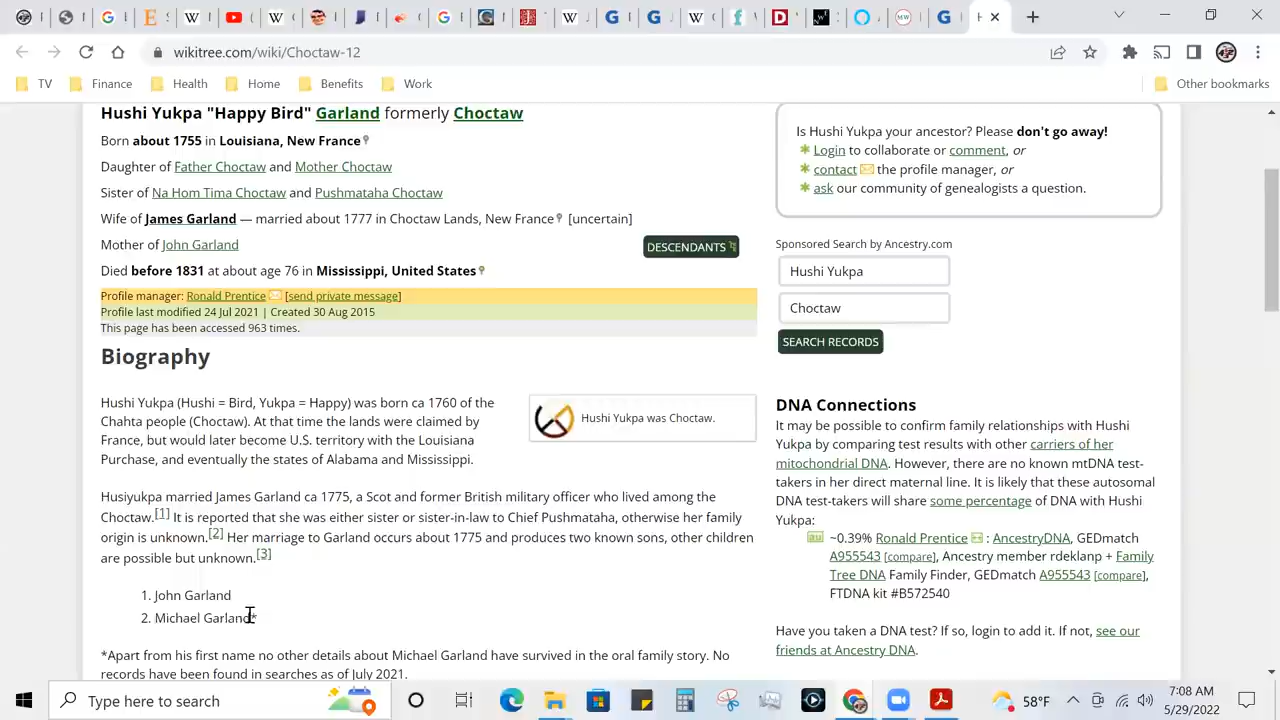 wikitree.com/wiki/Choctaw-12
TV
Finance
Health
Home
Benefits
Work
Other bookmarks
Hushi Yukpa "Happy Bird" Garland formerly Choctaw
Born about 1755 in Louisiana, New France
Daughter of Father Choctaw and Mother Choctaw
Sister of Na Hom Tima Choctaw and Pushmataha Choctaw
Wife of James Garland — married about 1777 in Choctaw Lands, New France [uncertain]
Mother of John Garland
DESCENDANTS
Died before 1831 at about age 76 in Mississippi, United States
Profile manager: Ronald Prentice [send private message]
Profile last modified 24 Jul 2021 | Created 30 Aug 2015
This page has been accessed 963 times.
Biography
Hushi Yukpa (Hushi = Bird, Yukpa = Happy) was born ca 1760 of the
Chahta people (Choctaw). At that time the lands were claimed by
France, but would later become U.S. territory with the Louisiana
Purchase, and eventually the states of Alabama and Mississippi.
Hushi Yukpa was Choctaw.
Husiyukpa married James Garland ca 1775, a Scot and former British military officer who lived among the
Choctaw.[1] It is reported that she was either sister or sister-in-law to Chief Pushmataha, otherwise her family
origin is unknown.[2] Her marriage to Garland occurs about 1775 and produces two known sons, other children
are possible but unknown.[3]
1. John Garland
2. Michael Garland*
*Apart from his first name no other details about Michael Garland have survived in the oral family story. No
records have been found in searches as of July 2021.
Is Hushi Yukpa your ancestor? Please don't go away!
Login to collaborate or comment, or
contact the profile manager, or
ask our community of genealogists a question.
Sponsored Search by Ancestry.com
Hushi Yukpa
Choctaw
SEARCH RECORDS
DNA Connections
It may be possible to confirm family relationships with Hushi
Yukpa by comparing test results with other carriers of her
mitochondrial DNA. However, there are no known mtDNA test-
takers in her direct maternal line. It is likely that these autosomal
DNA test-takers will share some percentage of DNA with Hushi
Yukpa:
au ~0.39% Ronald Prentice : AncestryDNA, GEDmatch
A955543 [compare], Ancestry member rdeklanp + Family
Tree DNA Family Finder, GEDmatch A955543 [compare],
FTDNA kit #B572540
Have you taken a DNA test? If so, login to add it. If not, see our
friends at Ancestry DNA.
Type here to search
58°F
7:08 AM
5/29/2022